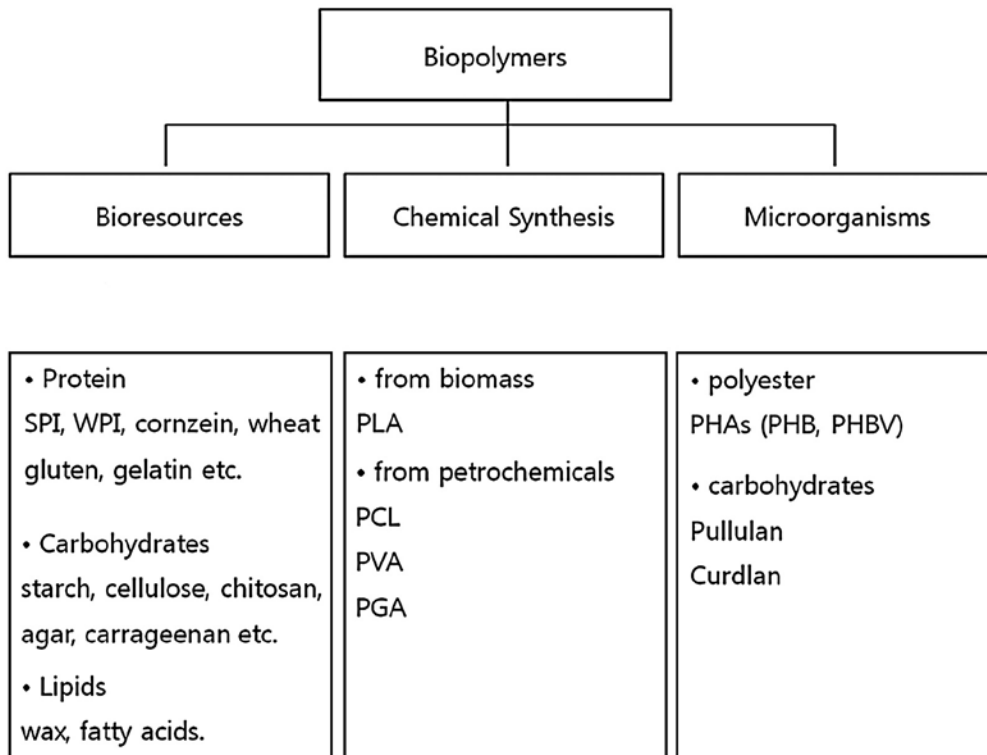 Biopolymers
Bioresources
Chemical Synthesis
Microorganisms
• Protein
SPI, WPI, cornzein, wheat
gluten, gelatin etc.
• Carbohydrates
starch, cellulose, chitosan,
agar, carrageenan etc.
• Lipids
wax, fatty acids.
• from biomass
PLA
• from petrochemicals
PCL
PVA
PGA
• polyester
PHAs (PHB, PHBV)
• carbohydrates
Pullulan
Curdlan